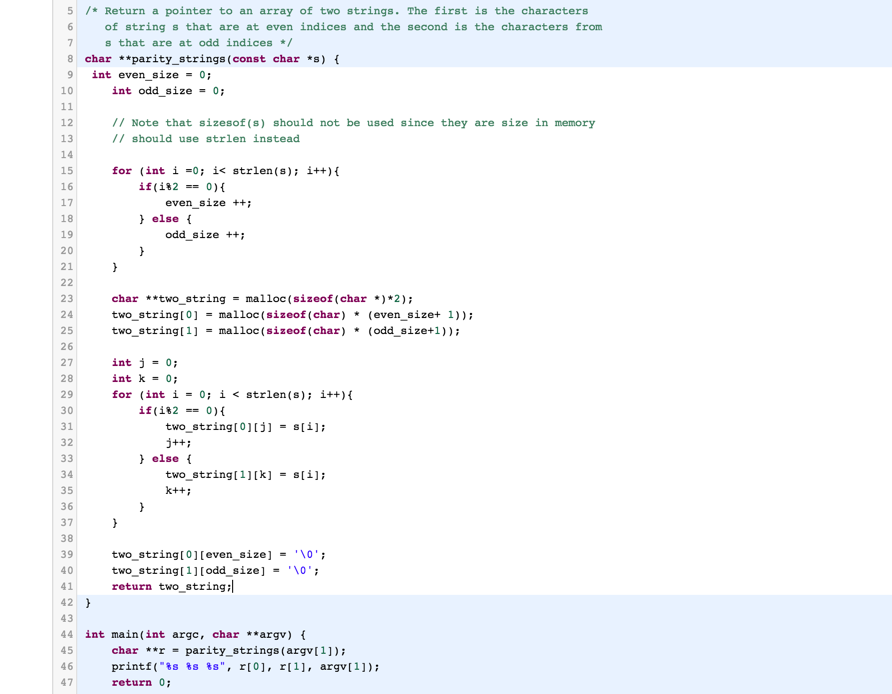 5 /* Return a pointer to an array of two strings. The first is the characters
6 of string s that are at even indices and the second is the characters from
7 s that are at odd indices */
8 char **parity_strings(const char *s) {
9 int even_size = 0;
10 int odd_size = 0;
11
12 // Note that sizesof(s) should not be used since they are size in memory
13 // should use strlen instead
14
15 for (int i =0; i< strlen(s); i++){
16 if(i%2 == 0){
17 even_size ++;
18 } else {
19 odd_size ++;
20 }
21 }
22
23 char **two_string = malloc(sizeof(char *)*2);
24 two_string[0] = malloc(sizeof(char) * (even_size+ 1));
25 two_string[1] = malloc(sizeof(char) * (odd_size+1));
26
27 int j = 0;
28 int k = 0;
29 for (int i = 0; i < strlen(s); i++){
30 if(i%2 == 0){
31 two_string[0][j] = s[i];
32 j++;
33 } else {
34 two_string[1][k] = s[i];
35 k++;
36 }
37 }
38
39 two_string[0][even_size] = '\0';
40 two_string[1][odd_size] = '\0';
41 return two_string;
42 }
43
44 int main(int argc, char **argv) {
45 char **r = parity_strings(argv[1]);
46 printf("%s %s %s", r[0], r[1], argv[1]);
47 return 0;